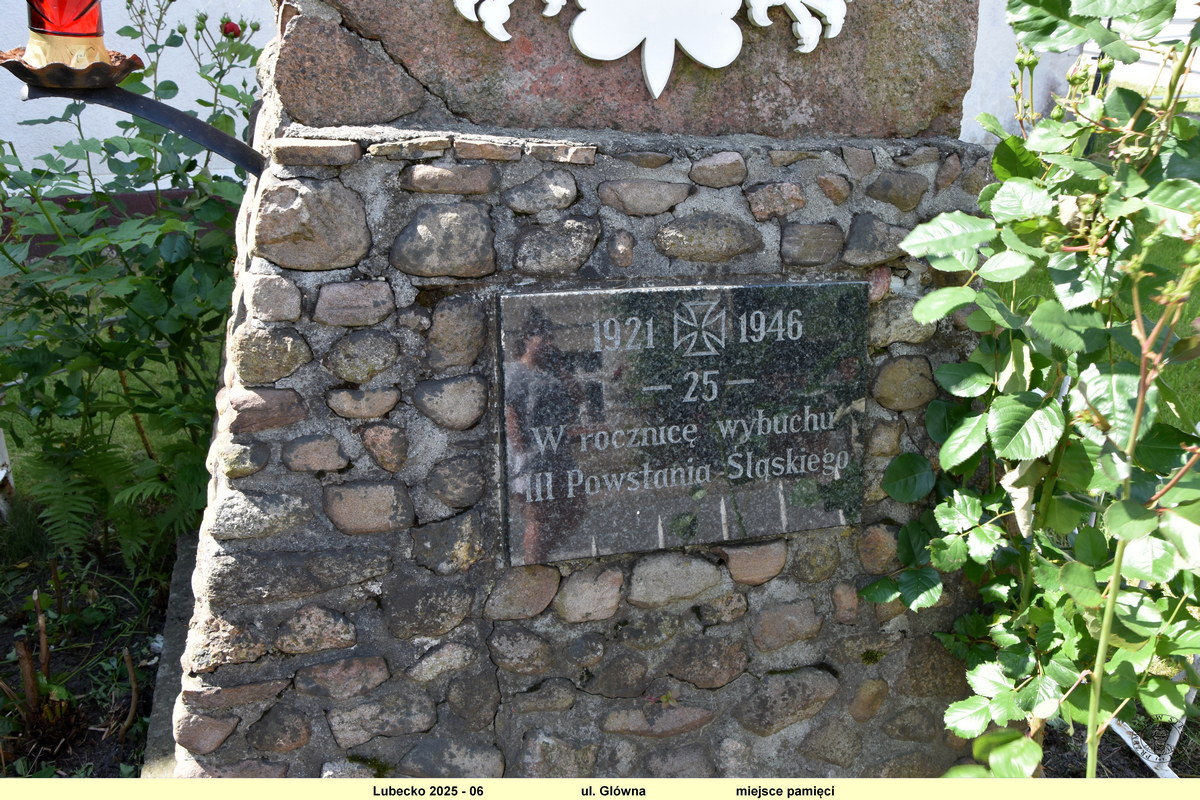 1921 1946
— 25 —
W rocznicę wybuchu
III Powstania Śląskiego
Lubecko 2025 - 06 ul. Główna miejsce pamięci